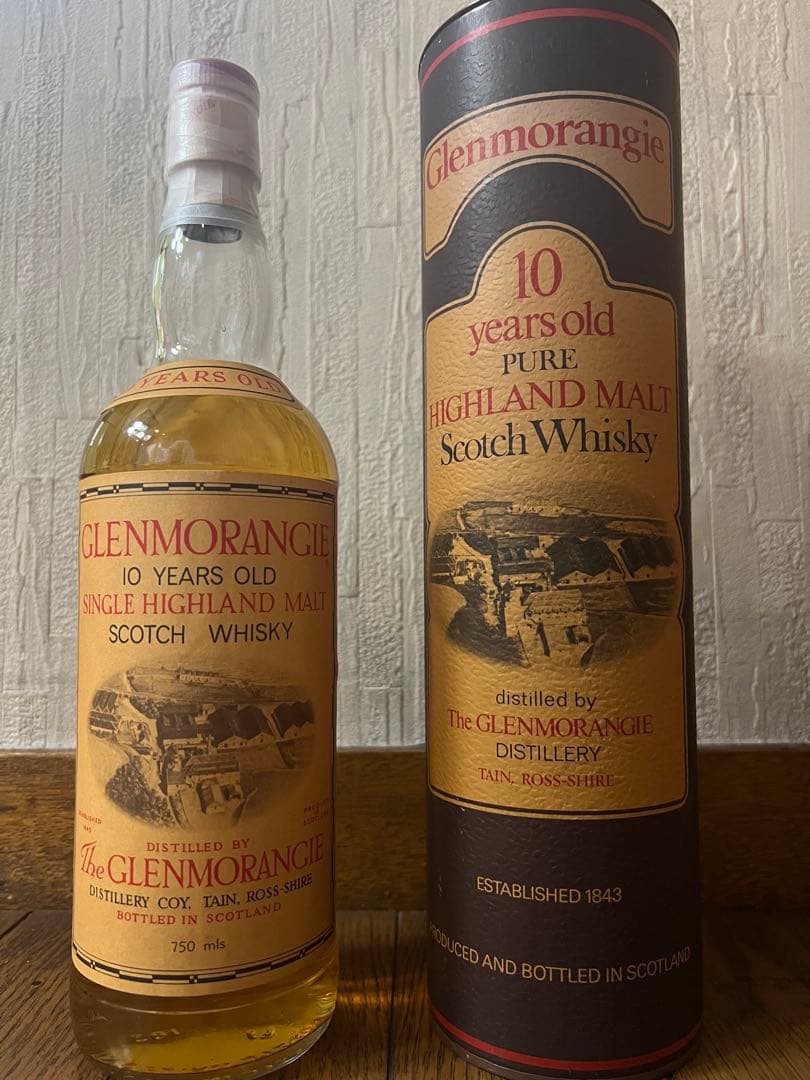 YEARS OLD
GLENMORANGIE
10 YEARS OLD
SINGLE HIGHLAND MALT
SCOTCH WHISKY
DISTILLED BY
The GLENMORANGIE
DISTILLERY COY, TAIN, ROSS-SHIRE
BOTTLED IN SCOTLAND
750 mls
Glenmorangie
10
years old
PURE
HIGHLAND MALT
Scotch Whisky
distilled by
The GLENMORANGIE
DISTILLERY
TAIN, ROSS-SHIRE
ESTABLISHED 1843
PRODUCED AND BOTTLED IN SCOTLAND